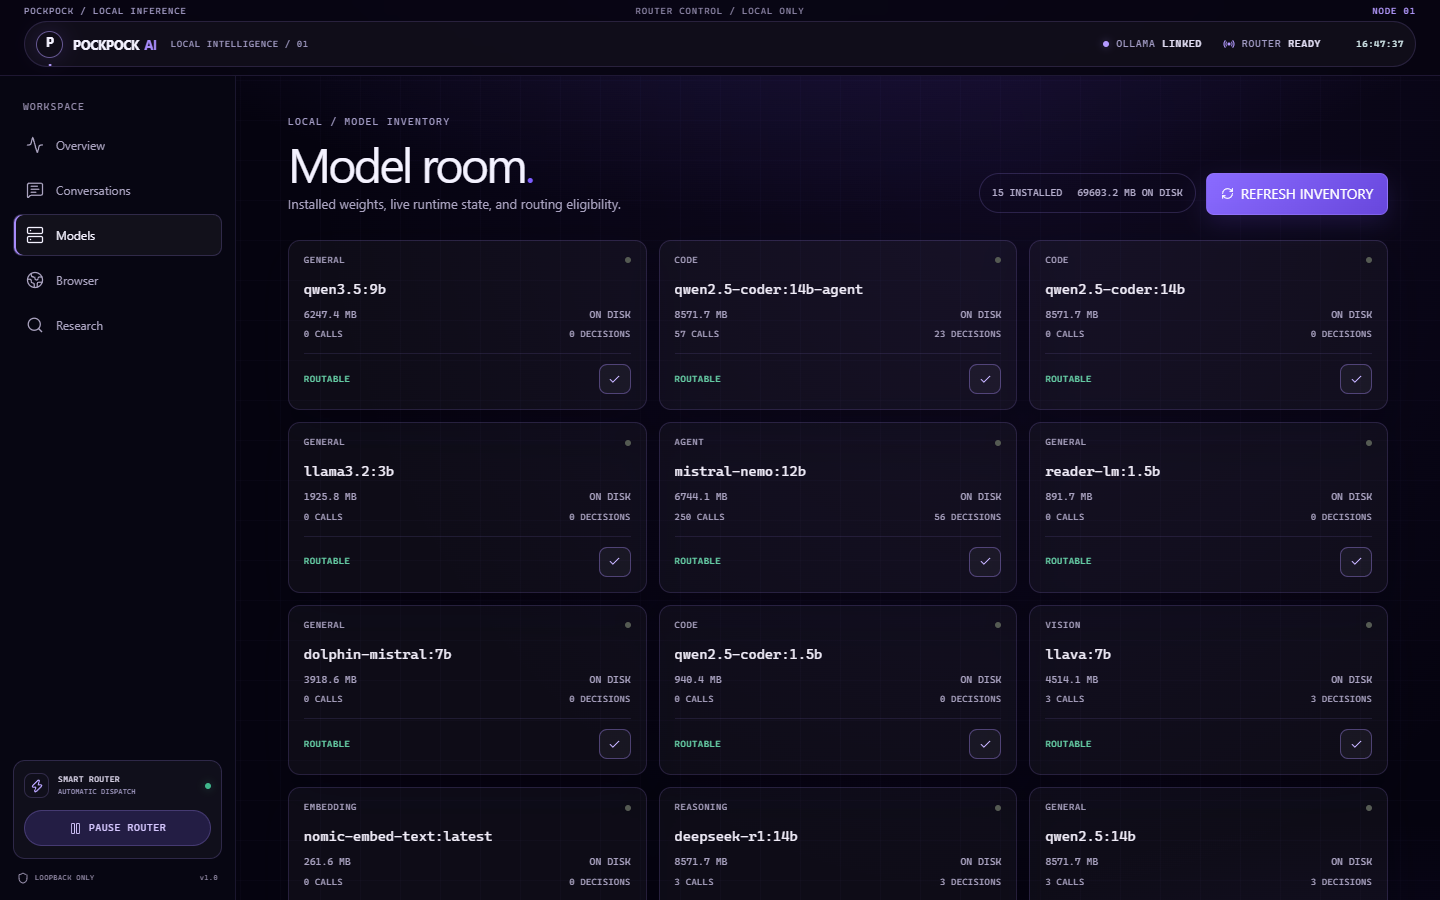 POCKPOCK / LOCAL INFERENCE
ROUTER CONTROL / LOCAL ONLY
NODE 01
P
POCKPOCK AI
LOCAL INTELLIGENCE / 01
OLLAMA LINKED
ROUTER READY
16:47:37
WORKSPACE
Overview
Conversations
Models
Browser
Research
SMART ROUTER
AUTOMATIC DISPATCH
PAUSE ROUTER
LOOPBACK ONLY
v1.0
LOCAL / MODEL INVENTORY
Model room.
Installed weights, live runtime state, and routing eligibility.
15 INSTALLED 69603.2 MB ON DISK
REFRESH INVENTORY
GENERAL
qwen3.5:9b
6247.4 MB ON DISK
0 CALLS 0 DECISIONS
ROUTABLE
CODE
qwen2.5-coder:14b-agent
8571.7 MB ON DISK
57 CALLS 23 DECISIONS
ROUTABLE
CODE
qwen2.5-coder:14b
8571.7 MB ON DISK
0 CALLS 0 DECISIONS
ROUTABLE
GENERAL
llama3.2:3b
1925.8 MB ON DISK
0 CALLS 0 DECISIONS
ROUTABLE
AGENT
mistral-nemo:12b
6744.1 MB ON DISK
250 CALLS 56 DECISIONS
ROUTABLE
GENERAL
reader-lm:1.5b
891.7 MB ON DISK
0 CALLS 0 DECISIONS
ROUTABLE
GENERAL
dolphin-mistral:7b
3918.6 MB ON DISK
0 CALLS 0 DECISIONS
ROUTABLE
CODE
qwen2.5-coder:1.5b
940.4 MB ON DISK
0 CALLS 0 DECISIONS
ROUTABLE
VISION
llava:7b
4514.1 MB ON DISK
3 CALLS 3 DECISIONS
ROUTABLE
EMBEDDING
nomic-embed-text:latest
261.6 MB ON DISK
0 CALLS 0 DECISIONS
REASONING
deepseek-r1:14b
8571.7 MB ON DISK
3 CALLS 3 DECISIONS
GENERAL
qwen2.5:14b
8571.7 MB ON DISK
3 CALLS 3 DECISIONS